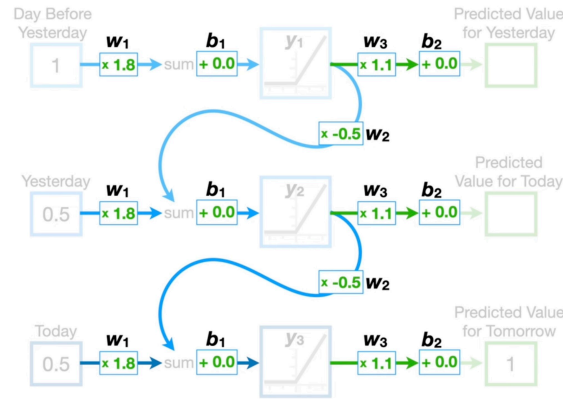 Day Before
Yesterday
w₁
b₁
y₁
w₃
b₂
Predicted Value
for Yesterday
1
x 1.8
sum
+ 0.0
x 1.1
+ 0.0
x -0.5 w₂
Yesterday
w₁
b₁
y₂
w₃
b₂
Predicted
Value for Today
0.5
x 1.8
sum
+ 0.0
x 1.1
+ 0.0
x -0.5 w₂
Today
w₁
b₁
y₃
w₃
b₂
Predicted Value
for Tomorrow
0.5
x 1.8
sum
+ 0.0
x 1.1
+ 0.0
1